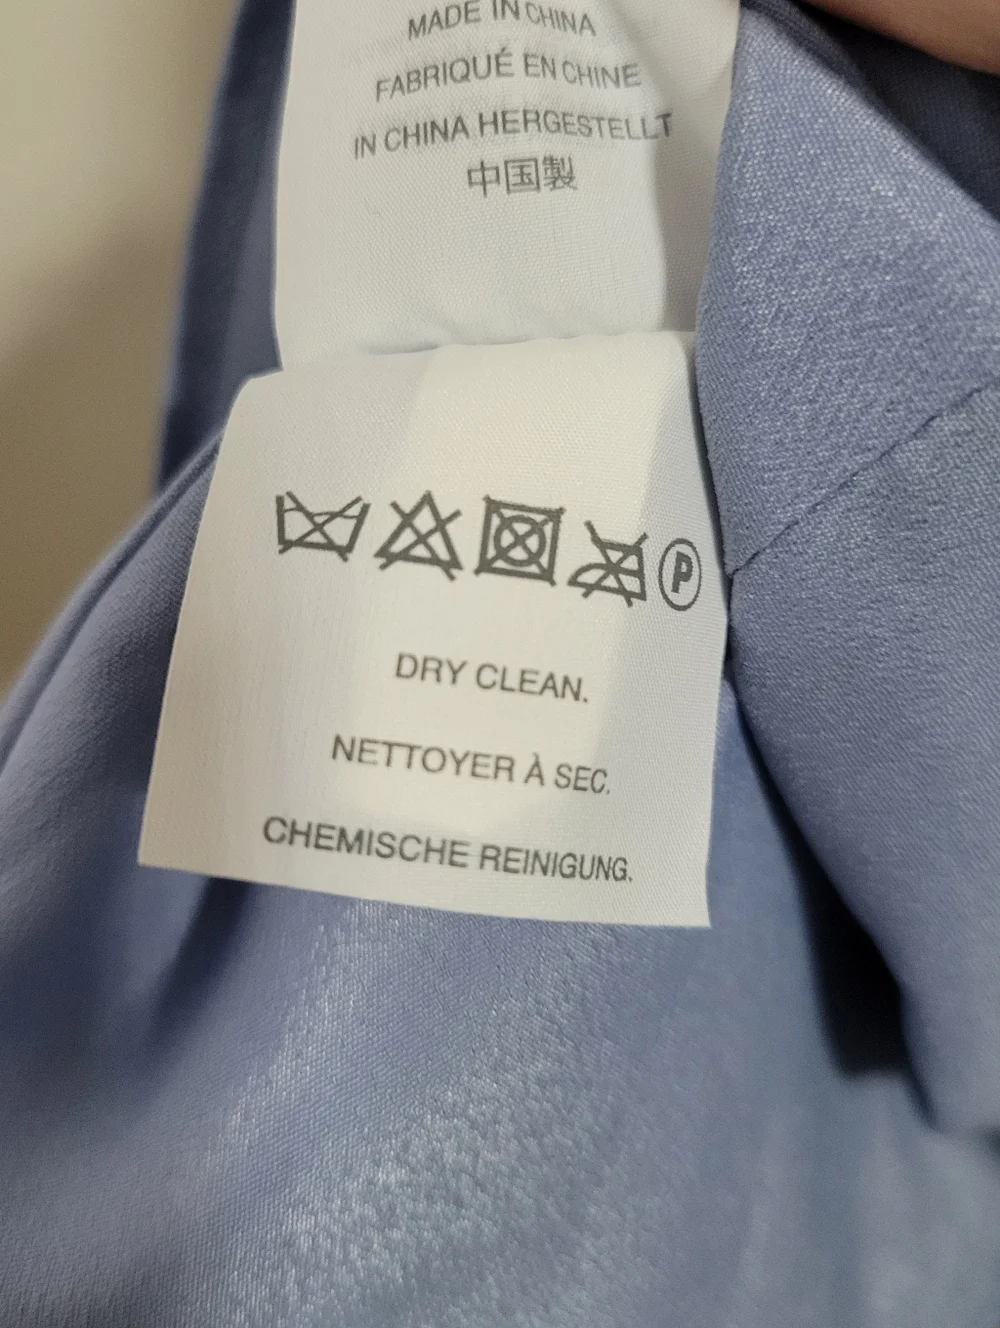 MADE IN CHINA
FABRIQUÉ EN CHINE
IN CHINA HERGESTELLT
中国製
P
DRY CLEAN.
NETTOYER À SEC.
CHEMISCHE REINIGUNG.